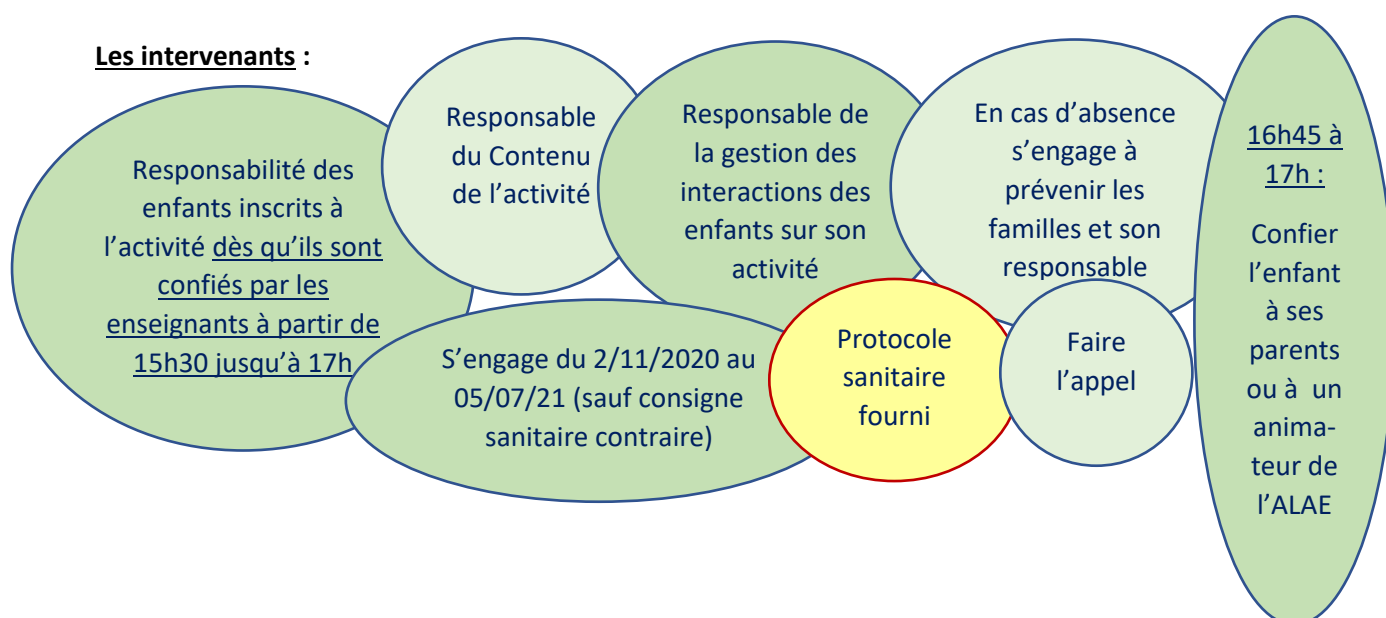 Les intervenants :
Responsabilité des
enfants inscrits à
l’activité dès qu’ils sont
confiés par les
enseignants à partir de
15h30 jusqu’à 17h
Responsable
du Contenu
de l’activité
Responsable de
la gestion des
interactions des
enfants sur son
activité
En cas d’absence
s’engage à
prévenir les
familles et son
responsable
16h45 à
17h :
Confier
l’enfant
à ses
parents
ou à un
anima-
teur de
l’ALAE
S’engage du 2/11/2020 au
05/07/21 (sauf consigne
sanitaire contraire)
Protocole
sanitaire
fourni
Faire
l’appel